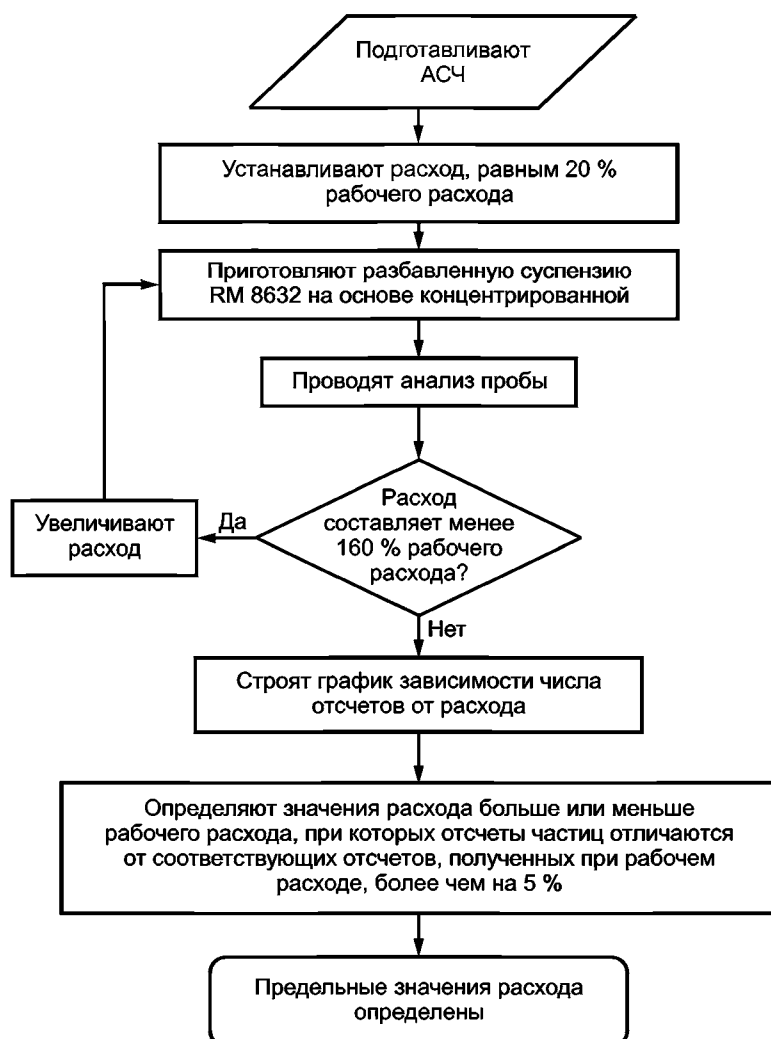 Подготавливают
АСЧ
Устанавливают расход, равным 20 %
рабочего расхода
Приготовляют разбавленную суспензию
RM 8632 на основе концентрированной
Проводят анализ пробы
Расход
составляет менее
160 % рабочего
расхода?
Да
Увеличивают
расход
Нет
Строят график зависимости числа
отсчетов от расхода
Определяют значения расхода больше или меньше
рабочего расхода, при которых отсчеты частиц отличаются
от соответствующих отсчетов, полученных при рабочем
расходе, более чем на 5 %
Предельные значения расхода
определены